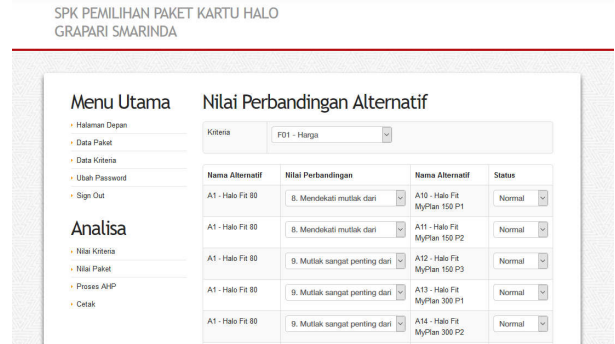 SPK PEMILIHAN PAKET KARTU HALO
GRAPARI SMARINDA
Menu Utama
Halaman Depan
Data Paket
Data Kriteria
Ubah Password
Sign Out
Analisa
Nilai Kriteria
Nilai Paket
Proses AHP
Cetak
Nilai Perbandingan Alternatif
Kriteria F01 - Harga
Nama Alternatif Nilai Perbandingan Nama Alternatif Status
A1 - Halo Fit 80 8. Mendekati mutlak dari A10 - Halo Fit Normal
MyPlan 150 P1
A1 - Halo Fit 80 8. Mendekati mutlak dari A11 - Halo Fit Normal
MyPlan 150 P2
A1 - Halo Fit 80 9. Mutlak sangat penting dari A12 - Halo Fit Normal
MyPlan 150 P3
A1 - Halo Fit 80 9. Mutlak sangat penting dari A13 - Halo Fit Normal
MyPlan 300 P1
A1 - Halo Fit 80 9. Mutlak sangat penting dari A14 - Halo Fit Normal
MyPlan 300 P2